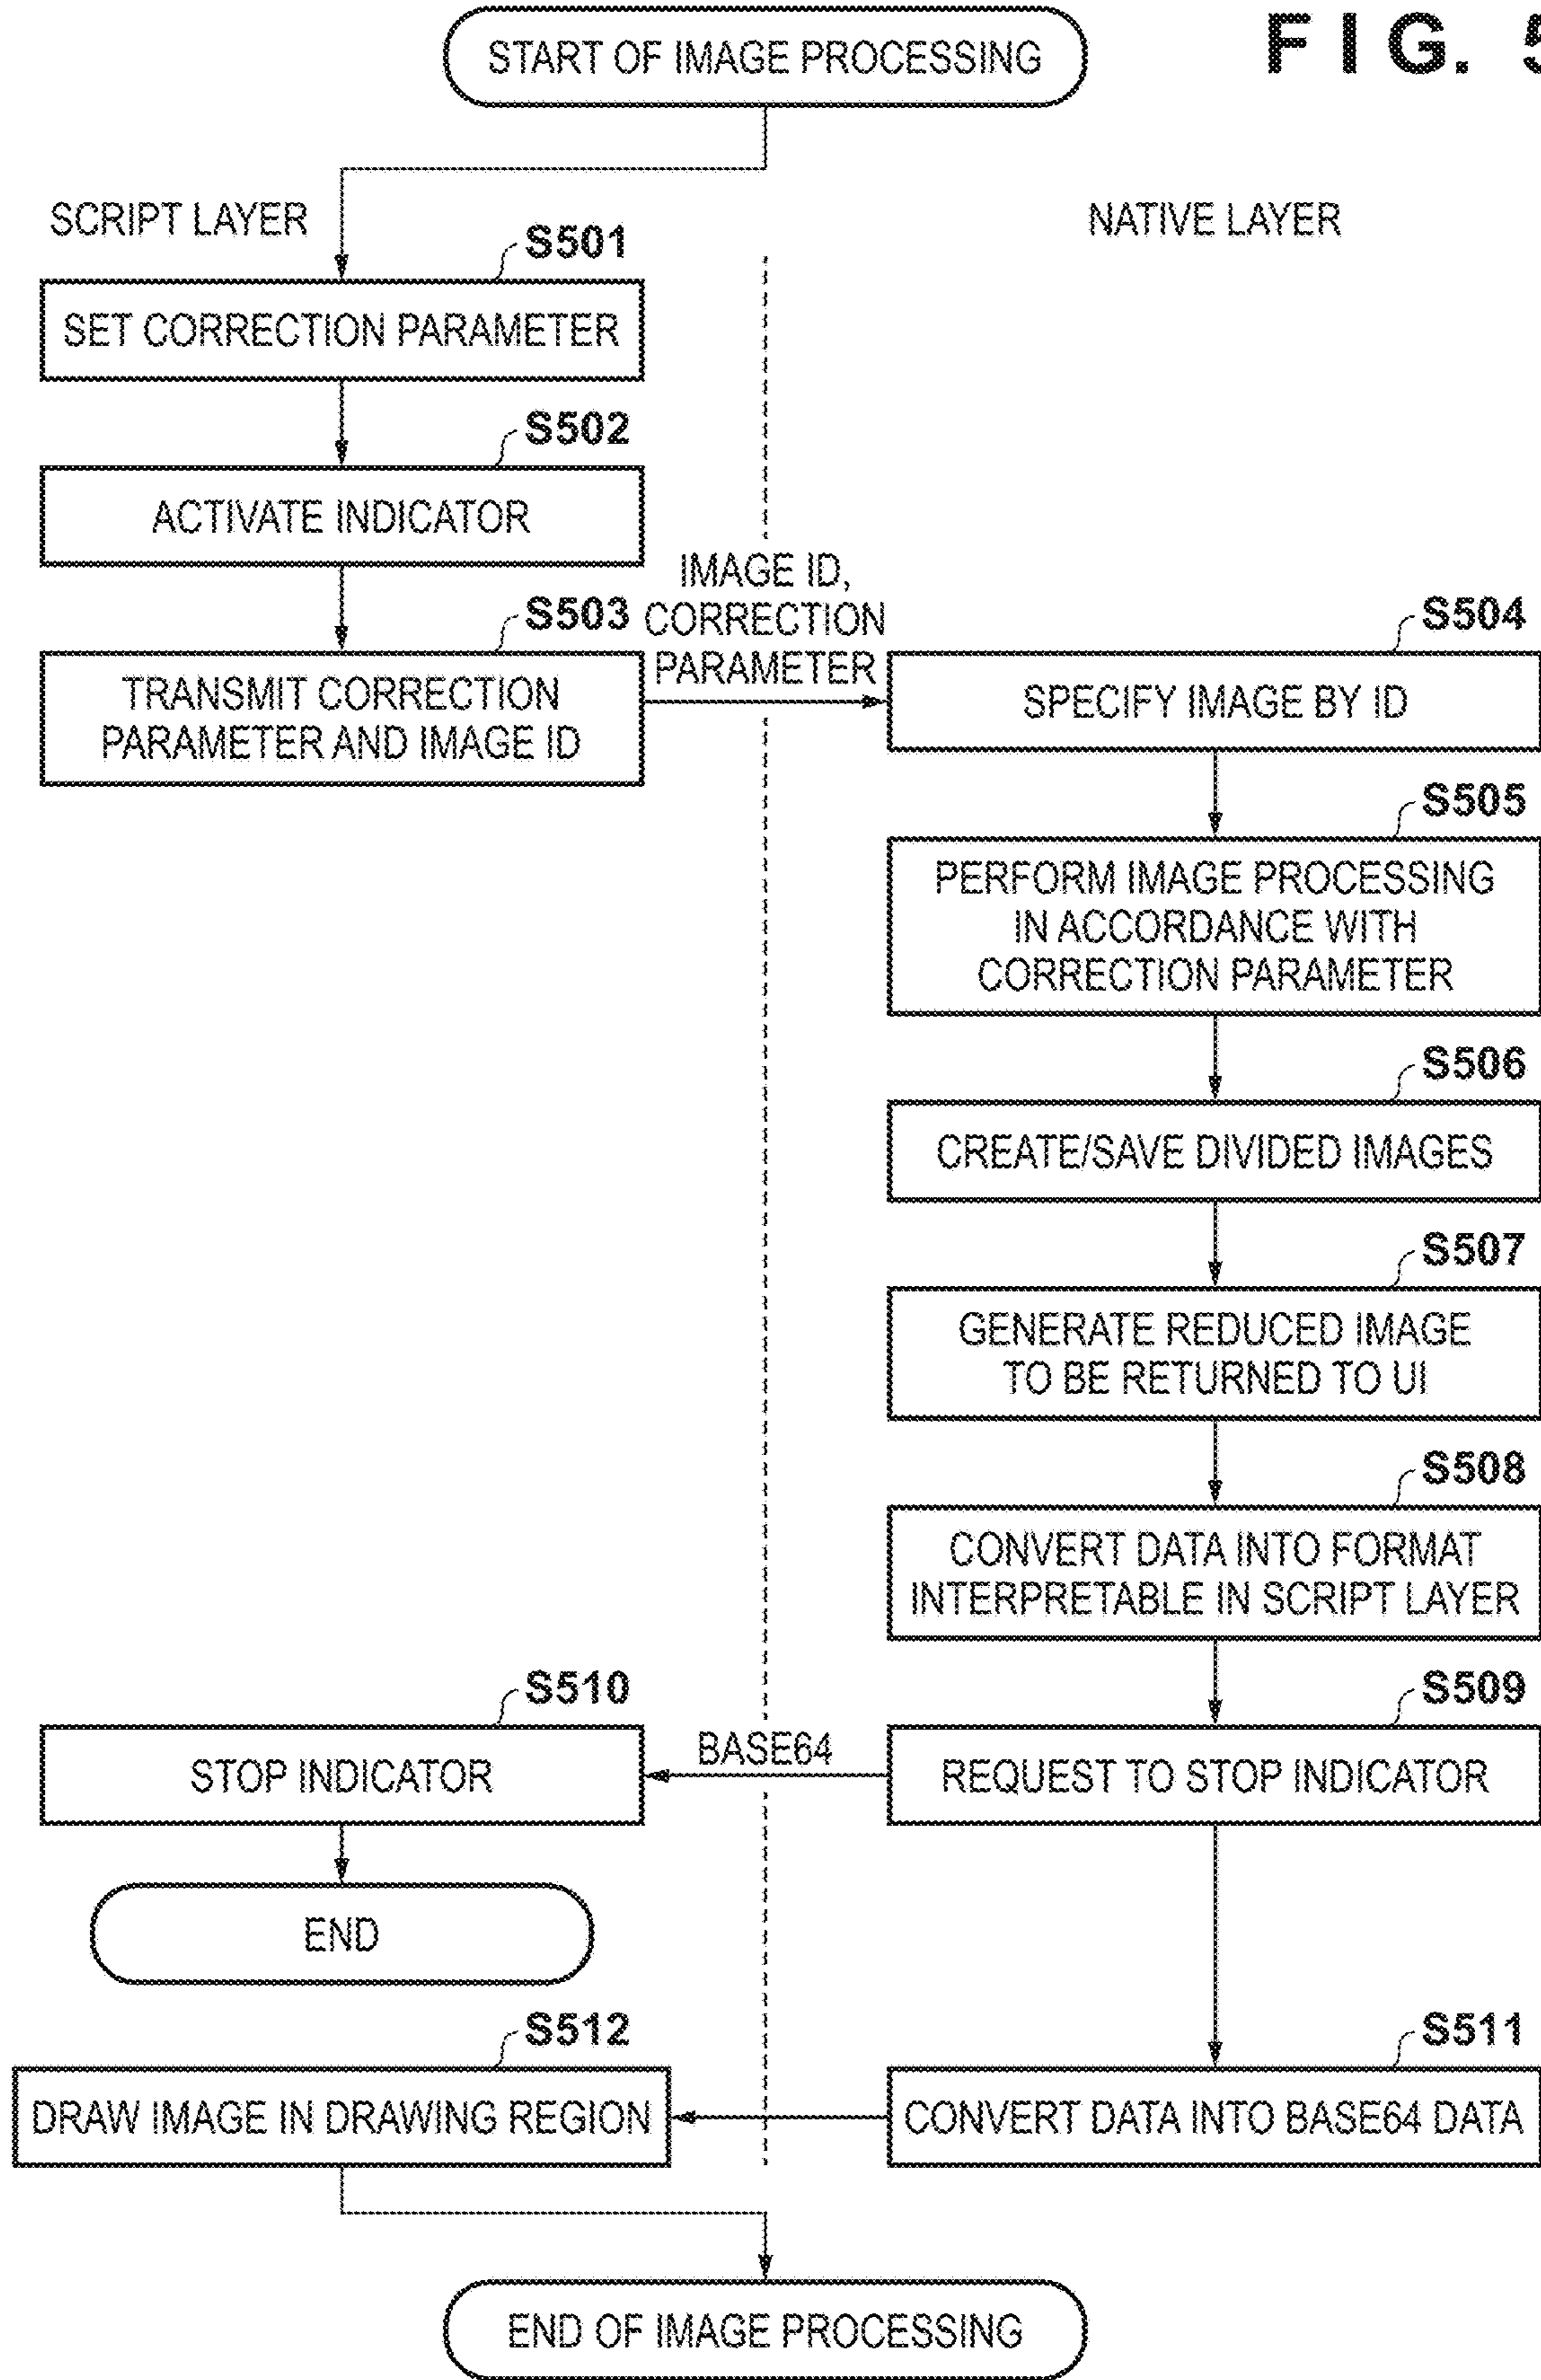 FIG. 5
START OF IMAGE PROCESSING
SCRIPT LAYER
NATIVE LAYER
S501
SET CORRECTION PARAMETER
S502
ACTIVATE INDICATOR
S503
TRANSMIT CORRECTION
PARAMETER AND IMAGE ID
IMAGE ID,
CORRECTION
PARAMETER
S504
SPECIFY IMAGE BY ID
S505
PERFORM IMAGE PROCESSING
IN ACCORDANCE WITH
CORRECTION PARAMETER
S506
CREATE/SAVE DIVIDED IMAGES
S507
GENERATE REDUCED IMAGE
TO BE RETURNED TO UI
S508
CONVERT DATA INTO FORMAT
INTERPRETABLE IN SCRIPT LAYER
S509
REQUEST TO STOP INDICATOR
BASE64
S510
STOP INDICATOR
END
S511
CONVERT DATA INTO BASE64 DATA
S512
DRAW IMAGE IN DRAWING REGION
END OF IMAGE PROCESSING